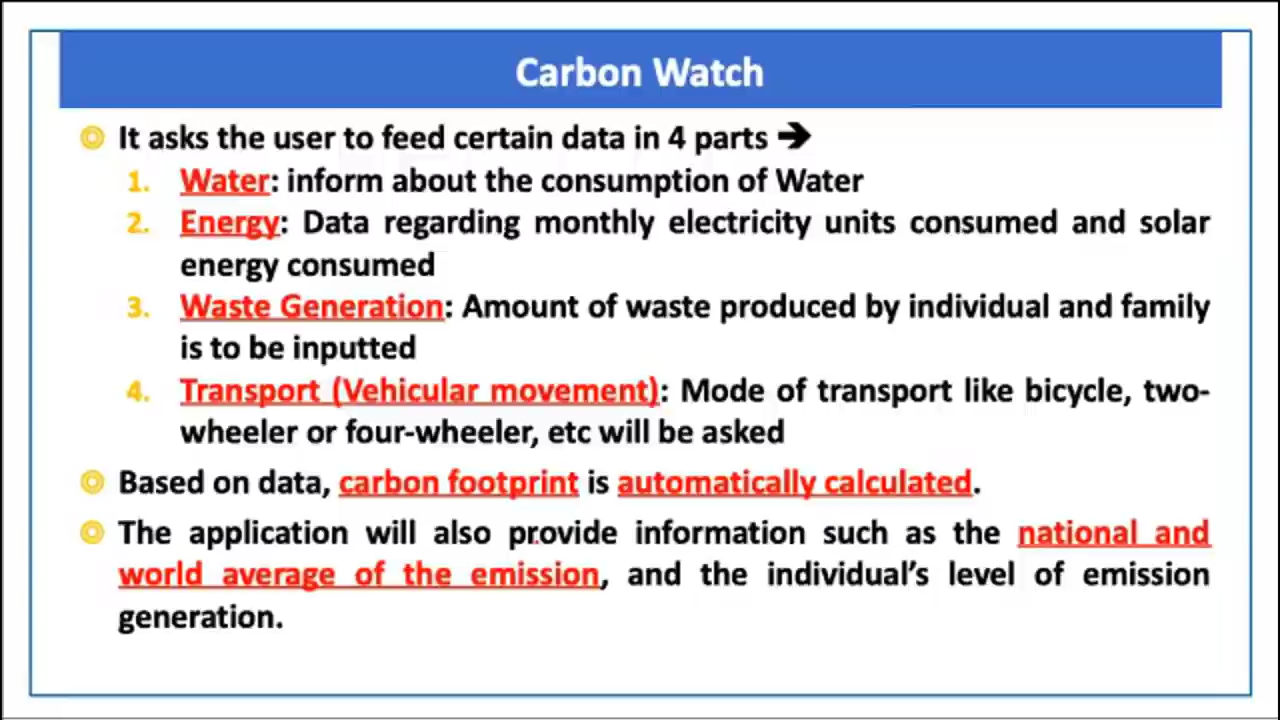 Carbon Watch
It asks the user to feed certain data in 4 parts ➔
1. Water: inform about the consumption of Water
2. Energy: Data regarding monthly electricity units consumed and solar
energy consumed
3. Waste Generation: Amount of waste produced by individual and family
is to be inputted
4. Transport (Vehicular movement): Mode of transport like bicycle, two-
wheeler or four-wheeler, etc will be asked
Based on data, carbon footprint is automatically calculated.
The application will also provide information such as the national and
world average of the emission, and the individual’s level of emission
generation.